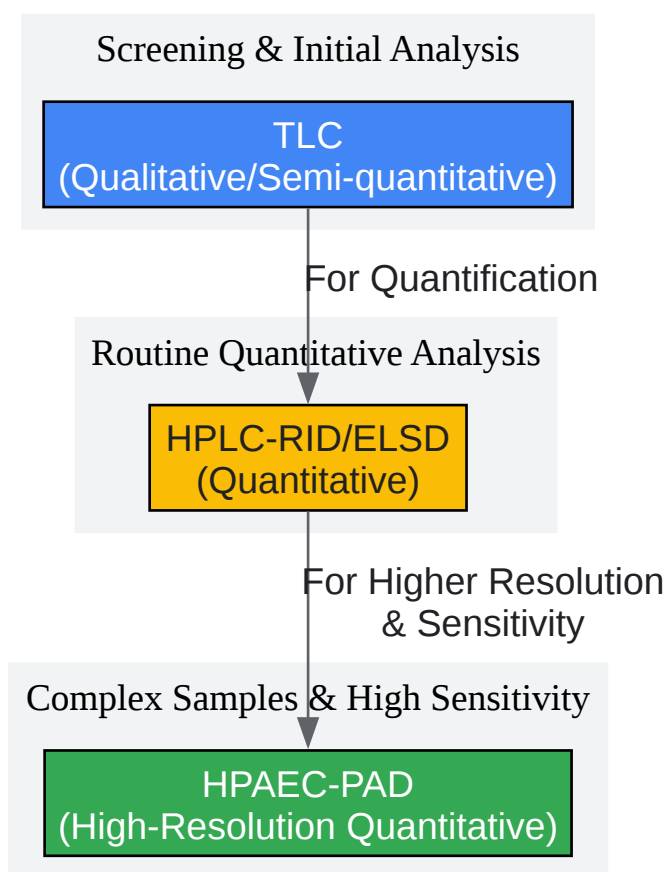 Screening & Initial Analysis
TLC
(Qualitative/Semi-quantitative)
For Quantification
Routine Quantitative Analysis
HPLC-RID/ELSD
(Quantitative)
For Higher Resolution
& Sensitivity
Complex Samples & High Sensitivity
HPAEC-PAD
(High-Resolution Quantitative)